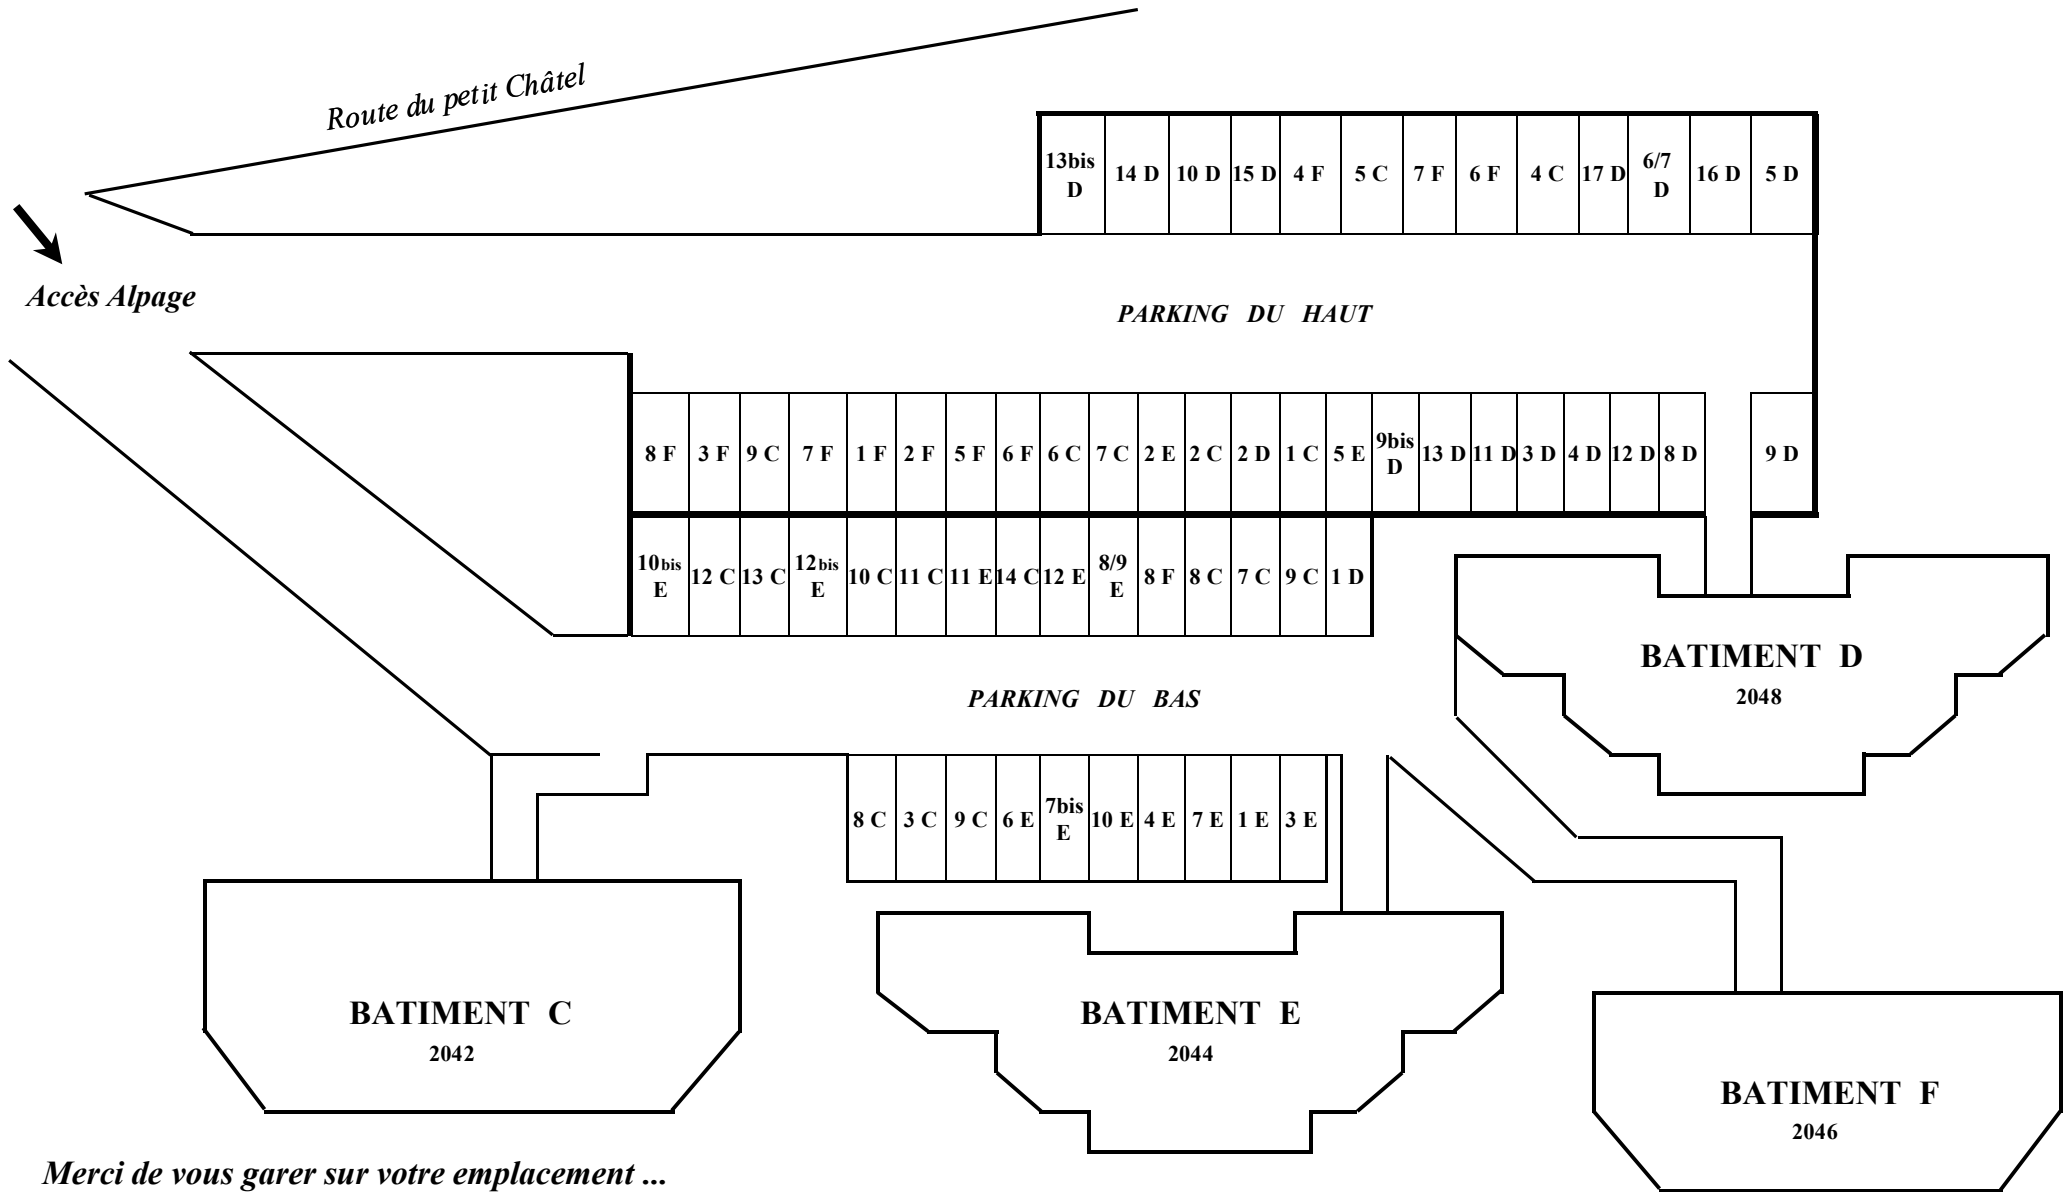 Route du petit Châtel
13bis D 14 D 10 D 15 D 4 F 5 C 7 F 6 F 4 C 17 D 6/7 D 16 D 5 D
Accès Alpage
PARKING DU HAUT
8 F 3 F 9 C 7 F 1 F 2 F 5 F 6 F 6 C 7 C 2 E 2 C 2 D 1 C 5 E 9bis D 13 D 11 D 3 D 4 D 12 D 8 D 9 D
10bis E 12 C 13 C 12bis E 10 C 11 C 11 E 14 C 12 E 8/9 E 8 F 8 C 7 C 9 C 1 D
BATIMENT D
2048
PARKING DU BAS
8 C 3 C 9 C 6 E 7bis E 10 E 4 E 7 E 1 E 3 E
BATIMENT C
2042
BATIMENT E
2044
BATIMENT F
2046
Merci de vous garer sur votre emplacement ...